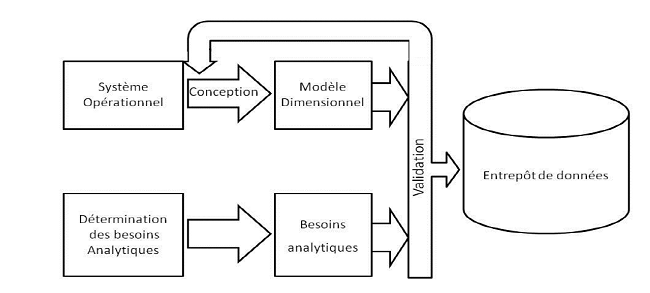 Système
Opérationnel
Conception
Modèle
Dimensionnel
Validation
Entrepôt de données
Détermination
des besoins
Analytiques
Besoins
analytiques